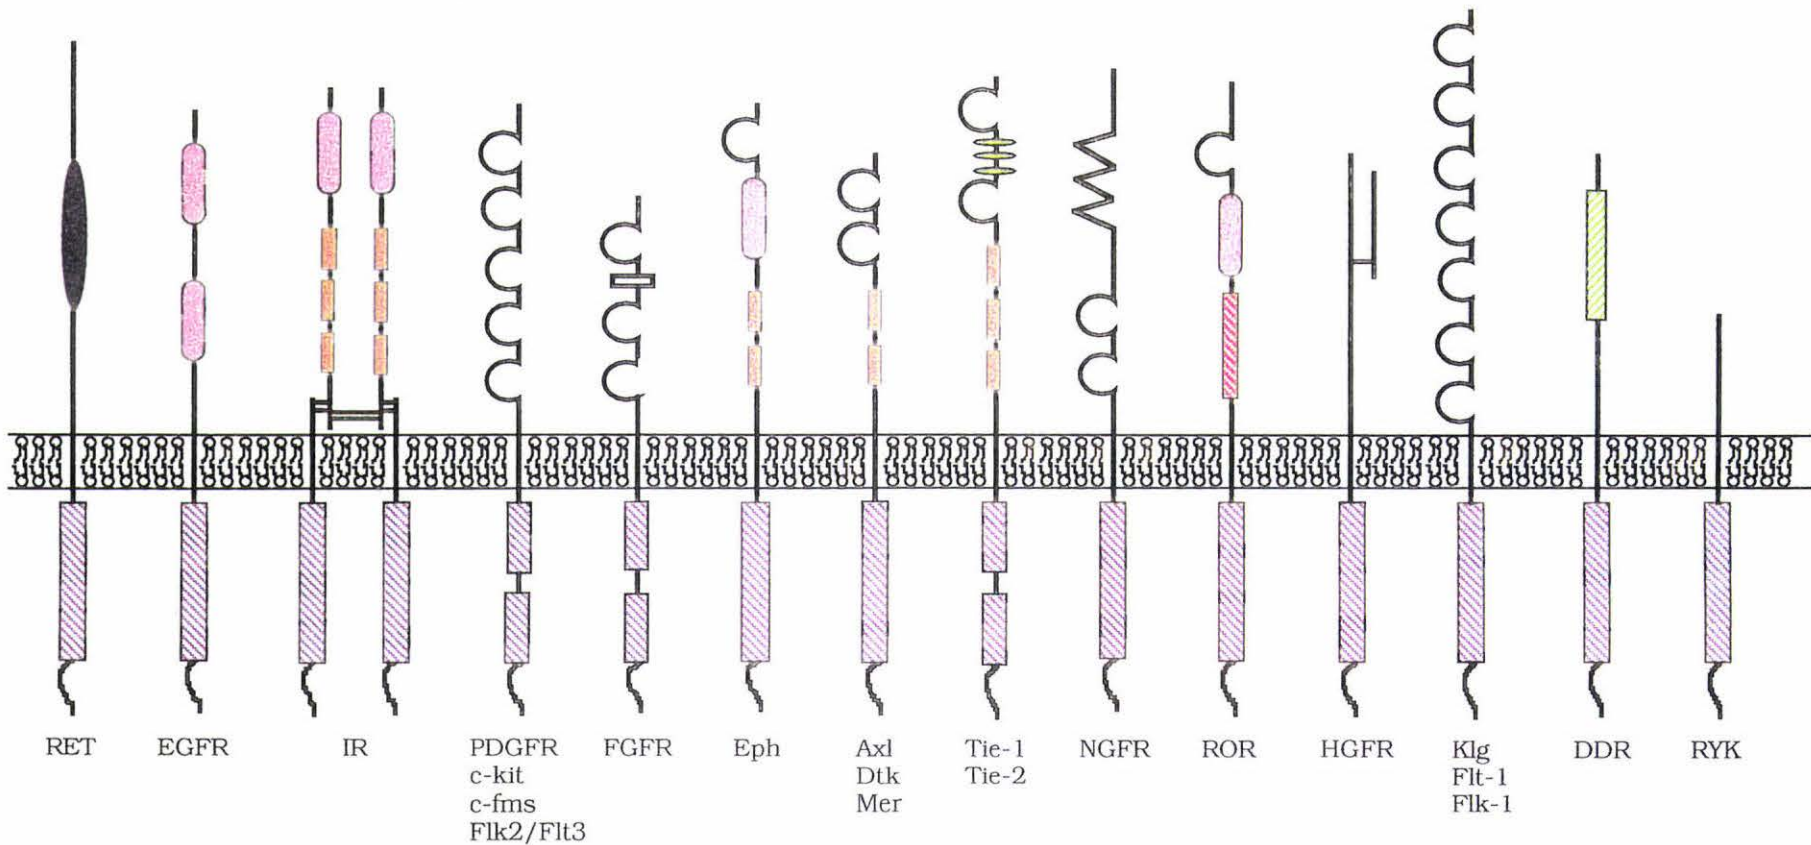 RET
EGFR
IR
PDGFR
c-kit
c-fms
Flk2/Flt3
FGFR
Eph
Axl
Dtk
Mer
Tie-1
Tie-2
NGFR
ROR
HGFR
Klg
Flt-1
Flk-1
DDR
RYK